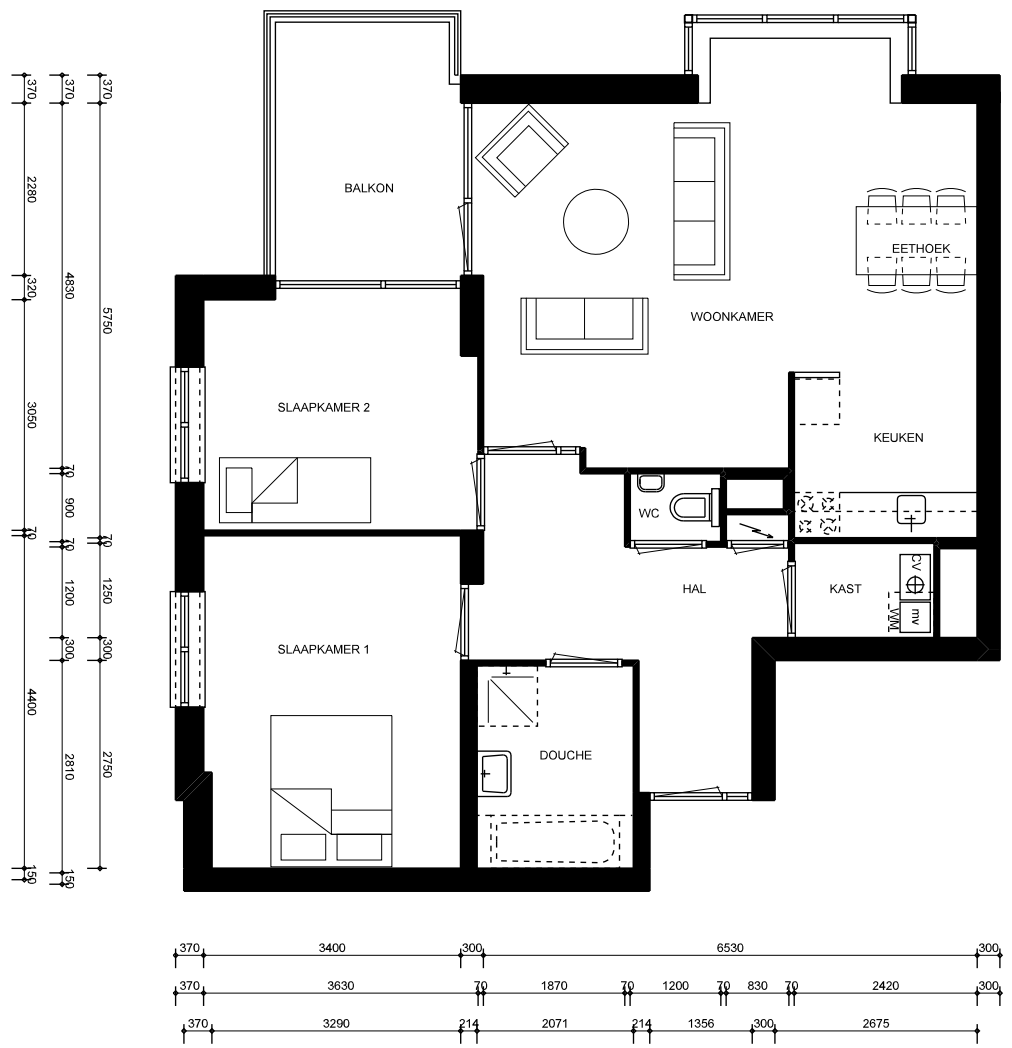 BALKON
EETHOEK
WOONKAMER
SLAAPKAMER 2
KEUKEN
WC
HAL
KAST
CV
mv
WM
SLAAPKAMER 1
DOUCHE
370
2280
320
3050
70
4400
150
370
4830
70
900
70
1200
300
2810
150
370
5750
70
1250
300
2750
370 3400 300 6530 300
370 3630 70 1870 70 1200 70 830 70 2420 300
370 3290 214 2071 214 1356 300 2675